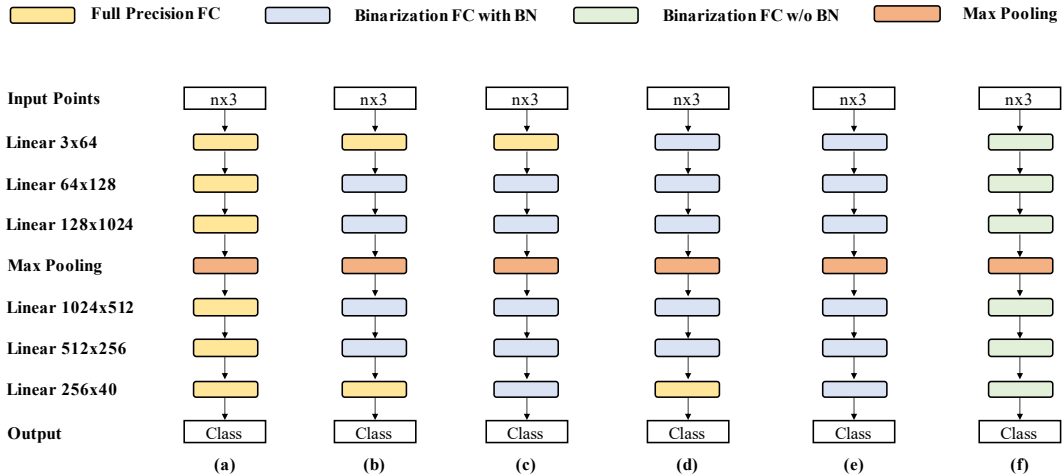 Full Precision FC Binarization FC with BN Binarization FC w/o BN Max Pooling
Input Points nx3 nx3 nx3 nx3 nx3 nx3
Linear 3x64
Linear 64x128
Linear 128x1024
Max Pooling
Linear 1024x512
Linear 512x256
Linear 256x40
Output Class Class Class Class Class Class
(a) (b) (c) (d) (e) (f)